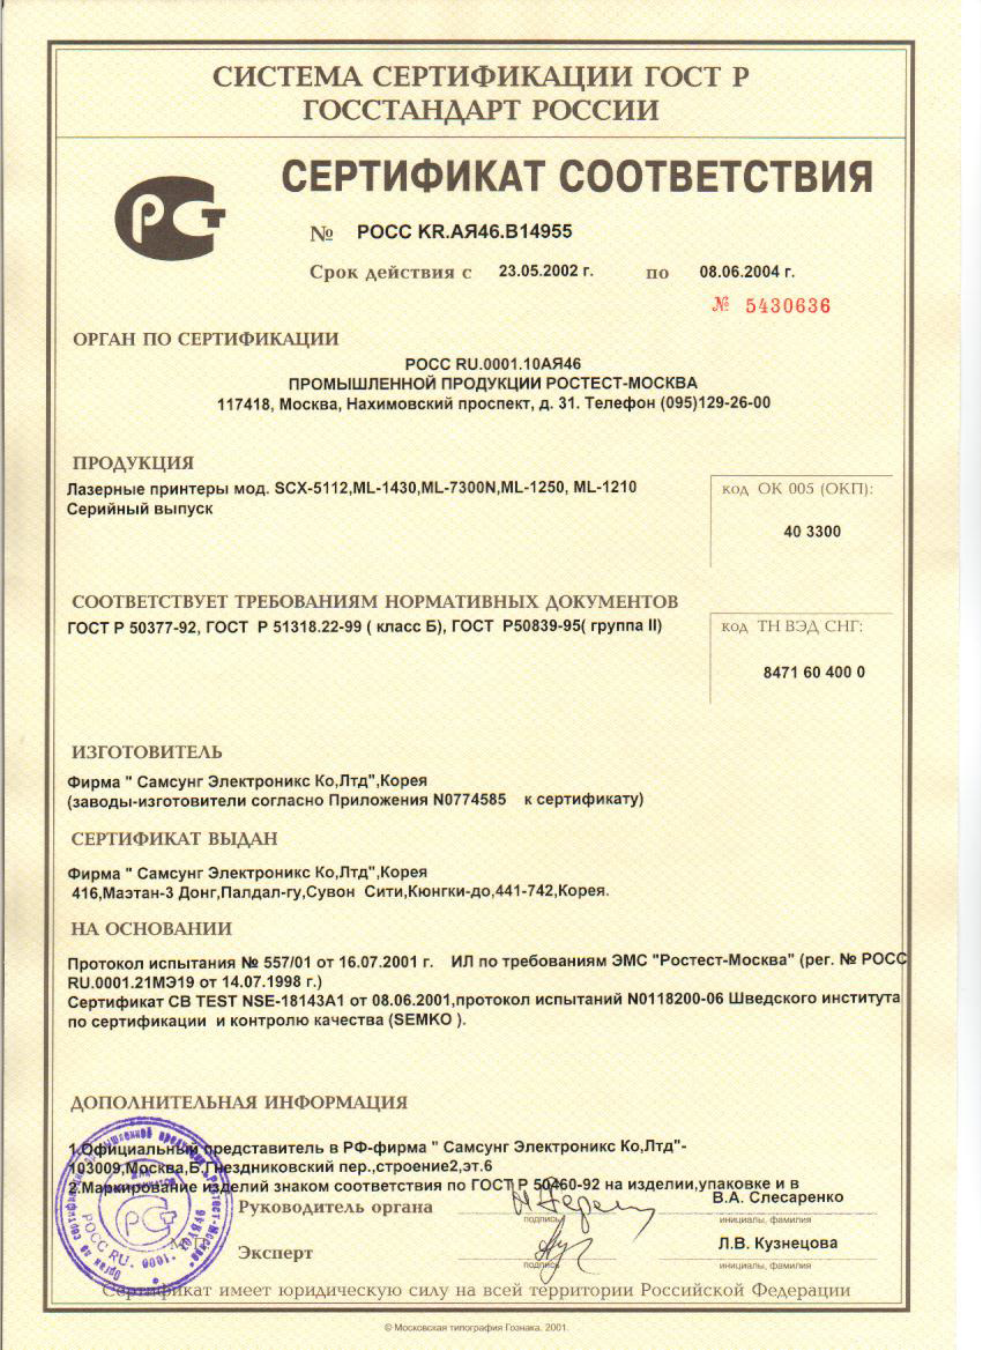 СИСТЕМА СЕРТИФИКАЦИИ ГОСТ Р
ГОССТАНДАРТ РОССИИ
СЕРТИФИКАТ СООТВЕТСТВИЯ
№ РОСС KR.АЯ46.В14955
Срок действия с 23.05.2002 г. по 08.06.2004 г.
№ 5430636
ОРГАН ПО СЕРТИФИКАЦИИ
РОСС RU.0001.10АЯ46
ПРОМЫШЛЕННОЙ ПРОДУКЦИИ РОСТЕСТ-МОСКВА
117418, Москва, Нахимовский проспект, д. 31. Телефон (095)129-26-00
ПРОДУКЦИЯ
Лазерные принтеры мод. SCX-5112,ML-1430,ML-7300N,ML-1250, ML-1210
Серийный выпуск
код ОК 005 (ОКП):
40 3300
СООТВЕТСТВУЕТ ТРЕБОВАНИЯМ НОРМАТИВНЫХ ДОКУМЕНТОВ
ГОСТ Р 50377-92, ГОСТ Р 51318.22-99 ( класс Б), ГОСТ Р50839-95( группа II)
код ТН ВЭД СНГ:
8471 60 400 0
ИЗГОТОВИТЕЛЬ
Фирма " Самсунг Электроникс Ко,Лтд",Корея
(заводы-изготовители согласно Приложения N0774585 к сертификату)
СЕРТИФИКАТ ВЫДАН
Фирма " Самсунг Электроникс Ко,Лтд",Корея
416,Маэтан-3 Донг,Палдал-гу,Сувон Сити,Кюнгки-до,441-742,Корея.
НА ОСНОВАНИИ
Протокол испытания № 557/01 от 16.07.2001 г. ИЛ по требованиям ЭМС "Ростест-Москва" (рег. № РОСС
RU.0001.21МЭ19 от 14.07.1998 г.)
Сертификат CB TEST NSE-18143A1 от 08.06.2001,протокол испытаний N0118200-06 Шведского института
по сертификации и контролю качества (SEMKO ).
ДОПОЛНИТЕЛЬНАЯ ИНФОРМАЦИЯ
1.Официальный представитель в РФ-фирма " Самсунг Электроникс Ко,Лтд"-
103009,Москва,Б.Гнездниковский пер.,строение2,эт.6
2.Маркирование изделий знаком соответствия по ГОСТ Р 50460-92 на изделии,упаковке и в
Руководитель органа
подпись
В.А. Слесаренко
инициалы, фамилия
Эксперт
подпись
Л.В. Кузнецова
инициалы, фамилия
РОСС RU. 0001. 10АЯ46
Сертификат имеет юридическую силу на всей территории Российской Федерации
© Московская типография Гознака. 2001.